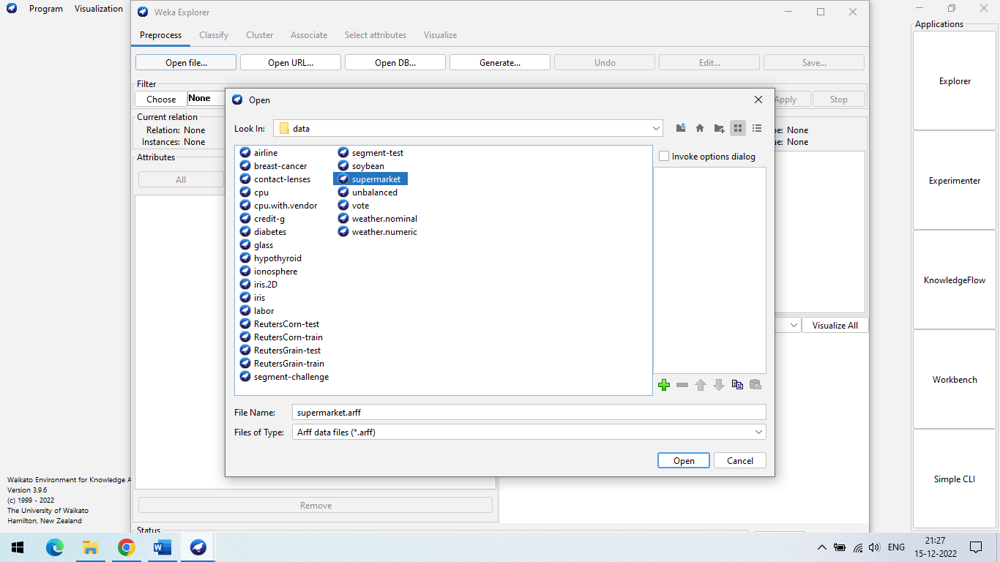 Program Visualization
Weka Explorer
Preprocess Classify Cluster Associate Select attributes Visualize
Open file... Open URL... Open DB... Generate... Undo Edit... Save...
Filter
Choose None Apply Stop
Current relation
Relation: None
Instances: None
Attributes
All
Open
Look In: data
airline
breast-cancer
contact-lenses
cpu
cpu.with.vendor
credit-g
diabetes
glass
hypothyroid
ionosphere
iris.2D
iris
labor
ReutersCorn-test
ReutersCorn-train
ReutersGrain-test
ReutersGrain-train
segment-challenge
segment-test
soybean
supermarket
unbalanced
vote
weather.nominal
weather.numeric
Invoke options dialog
File Name: supermarket.arff
Files of Type: Arff data files (*.arff)
Open Cancel
None
None
Visualize All
Remove
Status
Applications
Explorer
Experimenter
KnowledgeFlow
Workbench
Simple CLI
Waikato Environment for Knowledge A
Version 3.9.6
(c) 1999 - 2022
The University of Waikato
Hamilton, New Zealand
ENG
21:27
15-12-2022